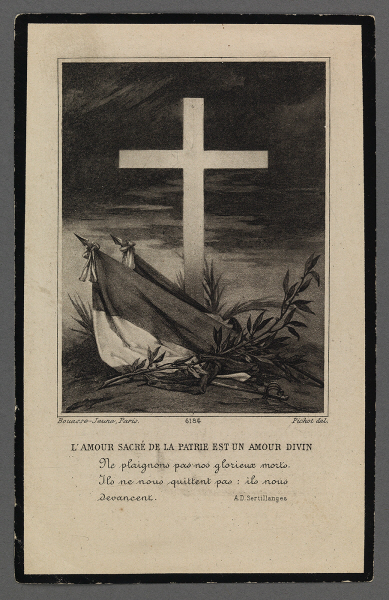 Bouasse-Jeune, Paris. 6156 Pichot del.
L'AMOUR SACRÉ DE LA PATRIE EST UN AMOUR DIVIN
Ne plaignons pas nos glorieux morts.
Ils ne nous quittent pas : ils nous
devancent. A.D. Sertillanges